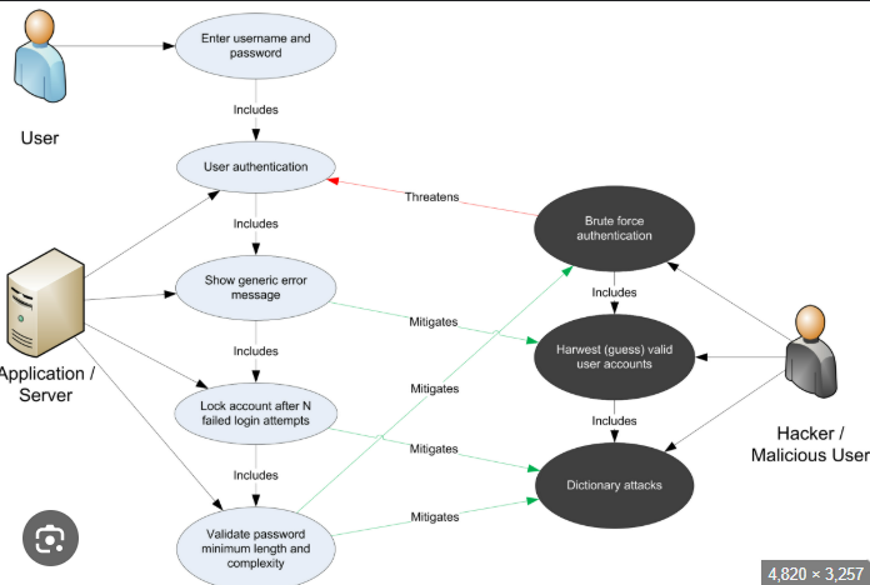 Enter username and
password
Includes
User
User authentication
Threatens
Brute force
authentication
Includes
Show generic error
message
Includes
Mitigates
Harwest (guess) valid
user accounts
Application /
Server
Includes
Mitigates
Lock account after N
failed login attempts
Includes
Hacker /
Malicious User
Mitigates
Includes
Dictionary attacks
Mitigates
Validate password
minimum length and
complexity
4,820 × 3,257